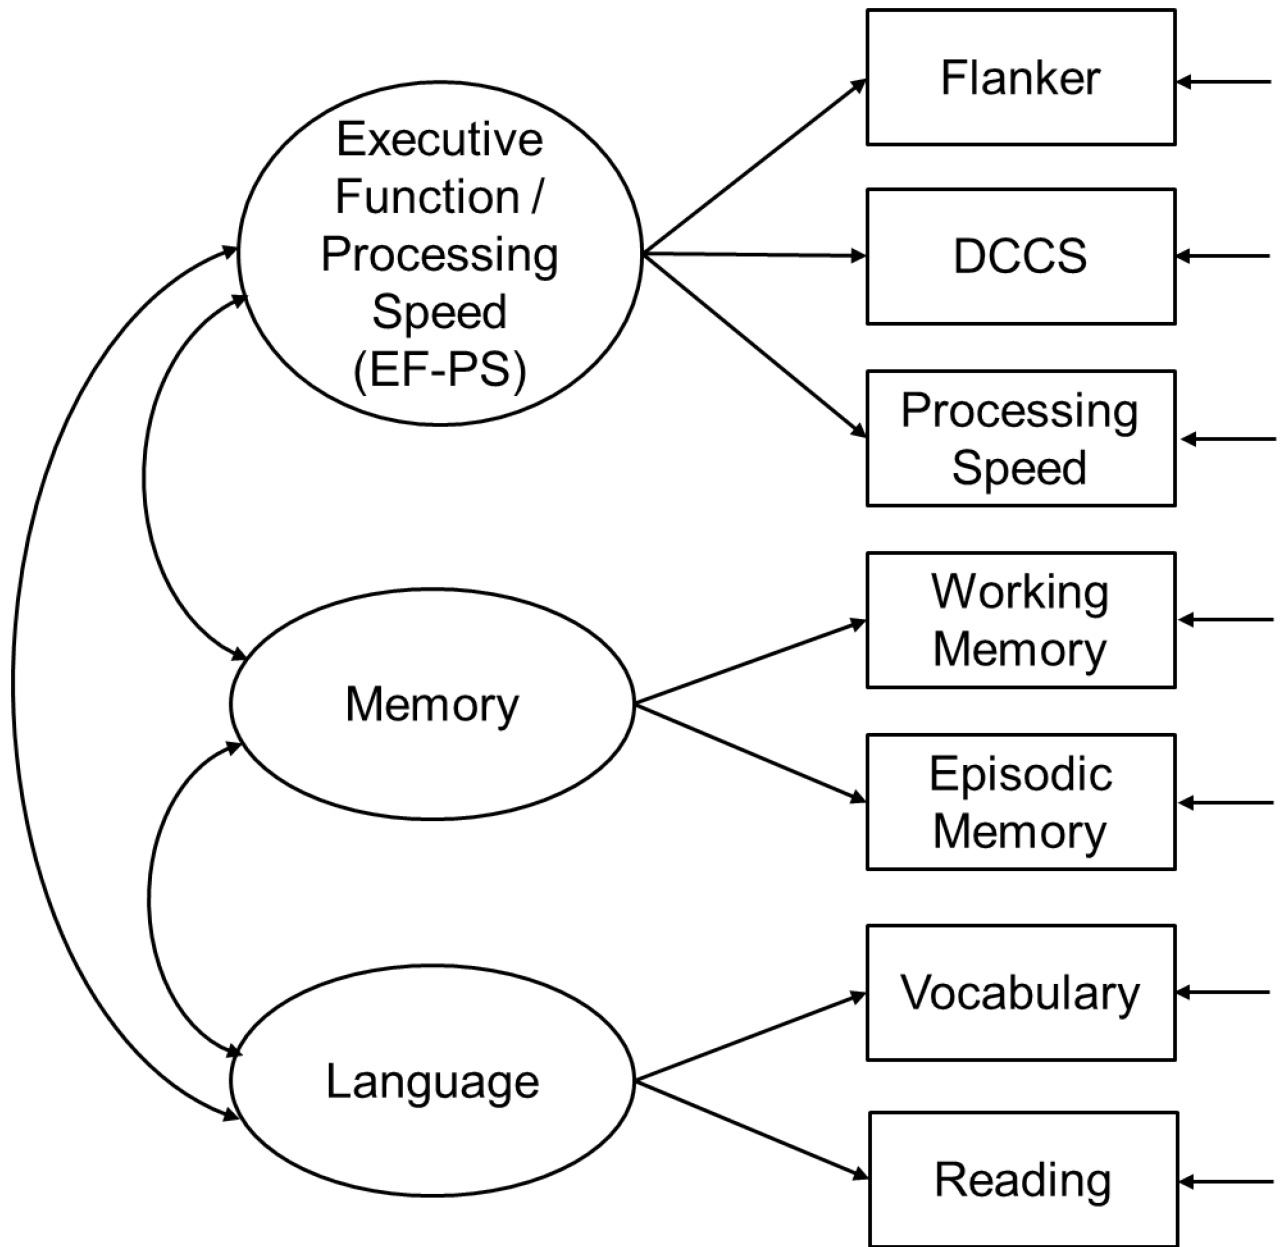 Executive
Function /
Processing
Speed
(EF-PS)
Memory
Language
Flanker
DCCS
Processing
Speed
Working
Memory
Episodic
Memory
Vocabulary
Reading